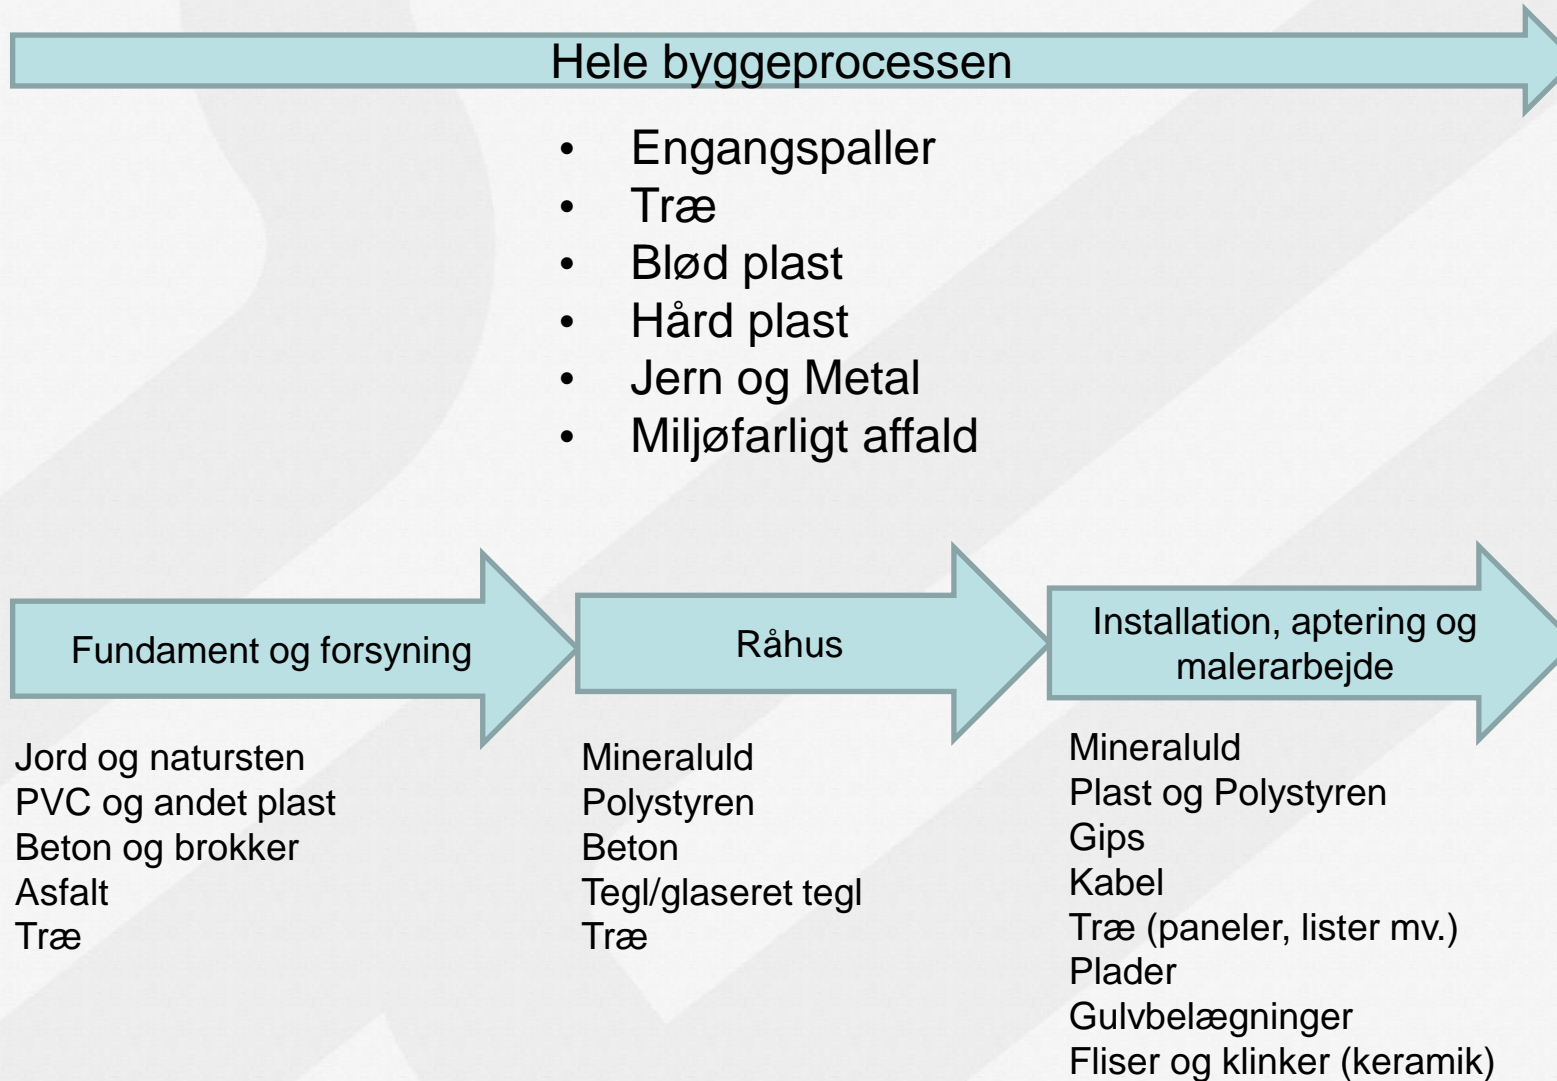 Hele byggeprocessen
• Engangspaller
• Træ
• Blød plast
• Hård plast
• Jern og Metal
• Miljøfarligt affald
Fundament og forsyning
Jord og natursten
PVC og andet plast
Beton og brokker
Asfalt
Træ
Råhus
Mineraluld
Polystyren
Beton
Tegl/glaseret tegl
Træ
Installation, aptering og
malerarbejde
Mineraluld
Plast og Polystyren
Gips
Kabel
Træ (paneler, lister mv.)
Plader
Gulvbelægninger
Fliser og klinker (keramik)